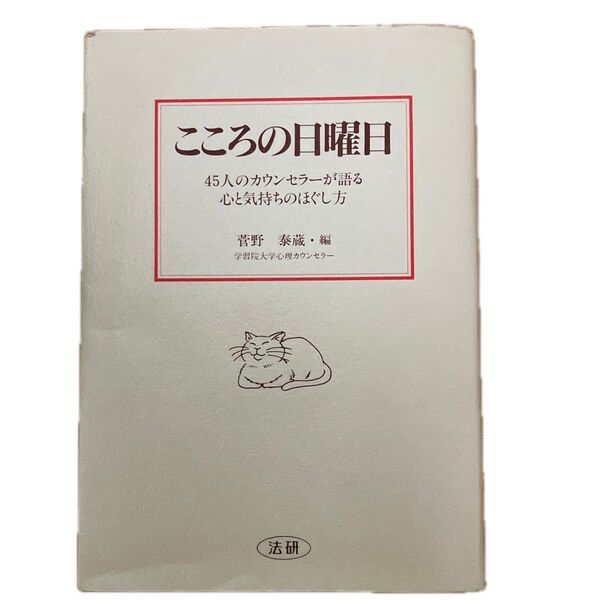 こころの日曜日
45人のカウンセラーが語る
心と気持ちのほぐし方
菅野 泰蔵・編
学習院大学心理カウンセラー
法研